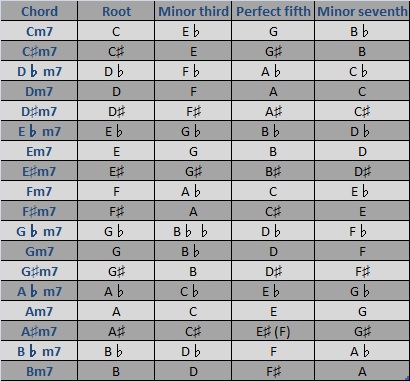 Chord Root Minor third Perfect fifth Minor seventh
Cm7 C E♭ G B♭
C♯m7 C♯ E G♯ B
D♭ m7 D♭ F♭ A♭ C♭
Dm7 D F A C
D♯m7 D♯ F♯ A♯ C♯
E♭ m7 E♭ G♭ B♭ D♭
Em7 E G B D
E♯m7 E♯ G♯ B♯ D♯
Fm7 F A♭ C E♭
F♯m7 F♯ A C♯ E
G♭ m7 G♭ B♭ ♭ D♭ F♭
Gm7 G B♭ D F
G♯m7 G♯ B D♯ F♯
A♭ m7 A♭ C♭ E♭ G♭
Am7 A C E G
A♯m7 A♯ C♯ E♯ (F) G♯
B♭ m7 B♭ D♭ F A♭
Bm7 B D F♯ A